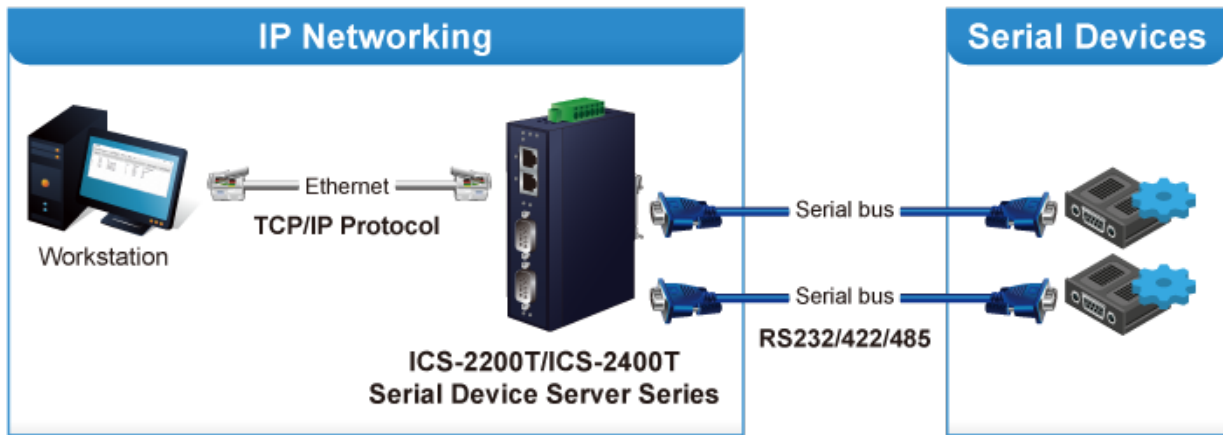 IP Networking
Serial Devices
Ethernet
TCP/IP Protocol
Workstation
Serial bus
Serial bus
RS232/422/485
ICS-2200T/ICS-2400T
Serial Device Server Series